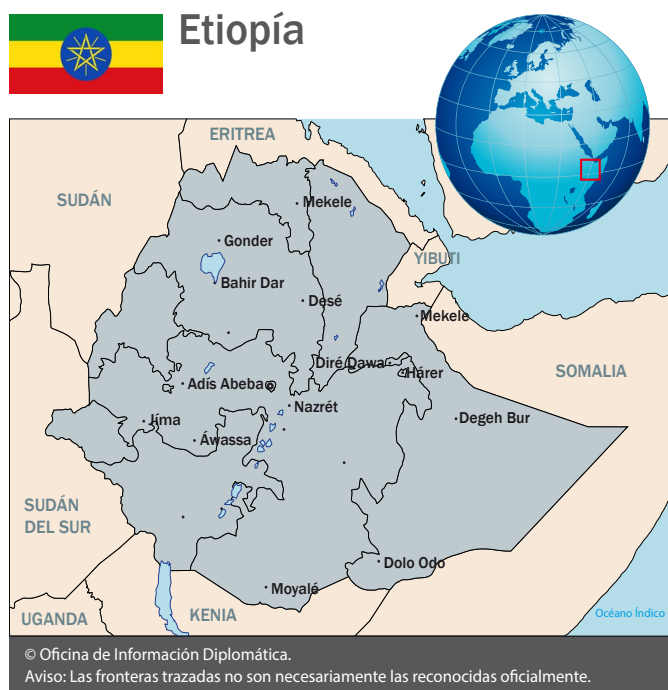 Etiopía
ERITREA
SUDÁN
Mekele
Gonder
YIBUTI
Bahir Dar
Desé
Mekele
Diré Dawa
Hárer
SOMALIA
Adís Abeba
Nazrét
Jíma
Degeh Bur
Áwassa
SUDÁN
DEL SUR
Dolo Odo
Moyalé
UGANDA
KENIA
Océano Índico
© Oficina de Información Diplomática.
Aviso: Las fronteras trazadas no son necesariamente las reconocidas oficialmente.